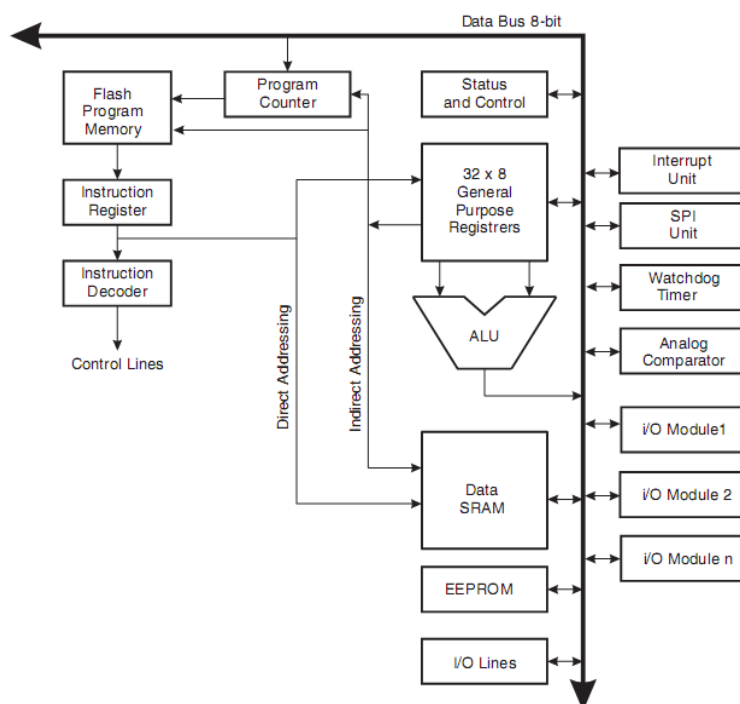 Data Bus 8-bit
Flash
Program
Memory
Program
Counter
Status
and Control
Instruction
Register
32 x 8
General
Purpose
Registrers
Interrupt
Unit
SPI
Unit
Instruction
Decoder
Watchdog
Timer
Control Lines
ALU
Analog
Comparator
Direct Addressing
Indirect Addressing
i/O Module1
Data
SRAM
i/O Module 2
i/O Module n
EEPROM
I/O Lines